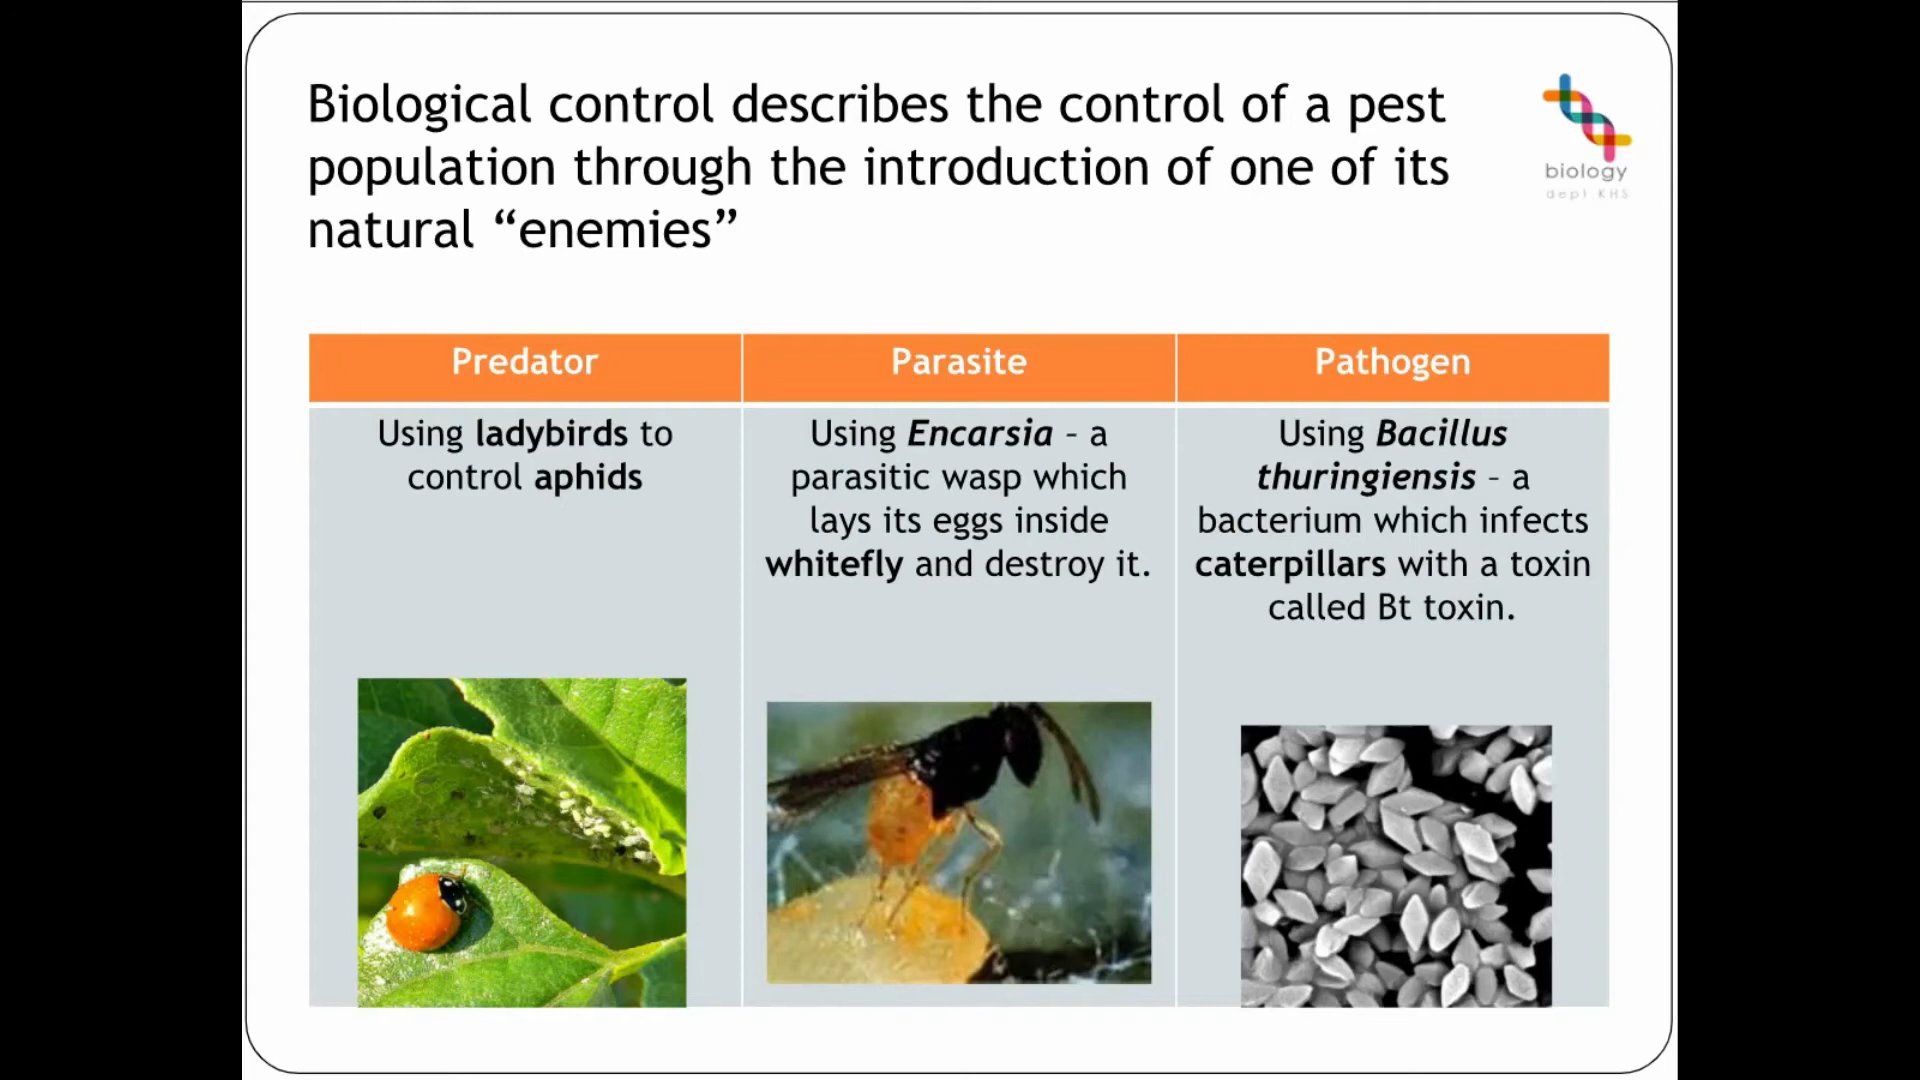 Biological control describes the control of a pest
population through the introduction of one of its
natural “enemies”
biology
dept KHS
Predator
Parasite
Pathogen
Using ladybirds to
control aphids
Using Encarsia – a
parasitic wasp which
lays its eggs inside
whitefly and destroy it.
Using Bacillus
thuringiensis – a
bacterium which infects
caterpillars with a toxin
called Bt toxin.